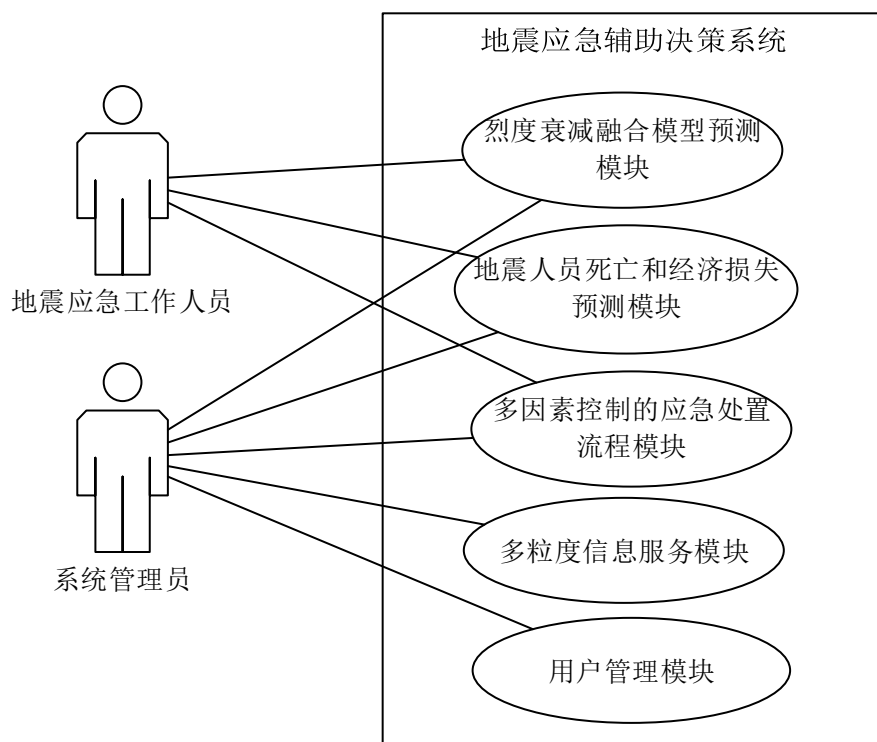 地震应急辅助决策系统
烈度衰减融合模型预测
模块
地震人员死亡和经济损失
预测模块
地震应急工作人员
多因素控制的应急处置
流程模块
多粒度信息服务模块
系统管理员
用户管理模块